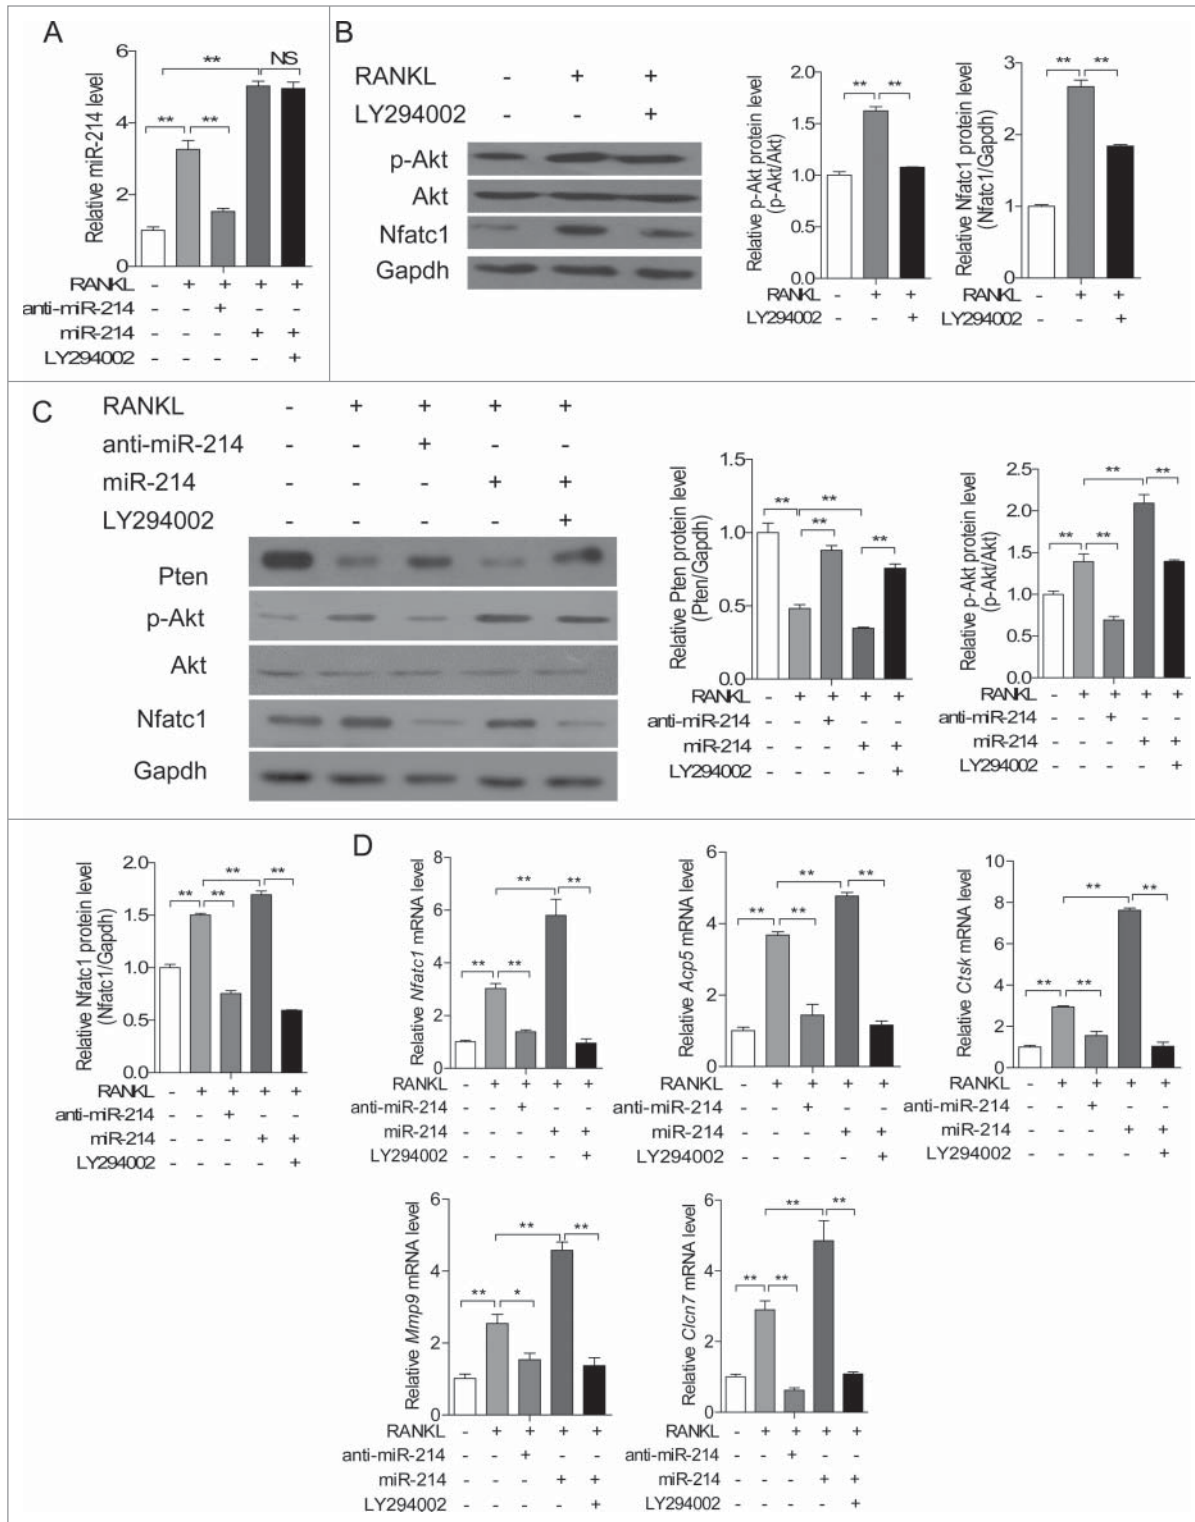 A
Relative miR-214 level
6
4
2
0
**
NS
**
**
RANKL - + + + +
anti-miR-214 - - + - -
miR-214 - - - + +
LY294002 - - - - +
B
RANKL - + +
LY294002 - - +
p-Akt
Akt
Nfatc1
Gapdh
Relative p-Akt protein level
(p-Akt/Akt)
2.0
1.5
1.0
0.5
0.0
** **
RANKL - + +
LY294002 - - +
Relative Nfatc1 protein level
(Nfatc1/Gapdh)
3
2
1
0
** **
RANKL - + +
LY294002 - - +
C
RANKL - + + + +
anti-miR-214 - - + - -
miR-214 - - - + +
LY294002 - - - - +
Pten
p-Akt
Akt
Nfatc1
Gapdh
Relative Pten protein level
(Pten/Gapdh)
1.5
1.0
0.5
0.0
** **
**
**
RANKL - + + + +
anti-miR-214 - - + - -
miR-214 - - - + +
LY294002 - - - - +
Relative p-Akt protein level
(p-Akt/Akt)
2.5
2.0
1.5
1.0
0.5
0.0
** **
** **
RANKL - + + + +
anti-miR-214 - - + - -
miR-214 - - - + +
LY294002 - - - - +
Relative Nfatc1 protein level
(Nfatc1/Gapdh)
2.0
1.5
1.0
0.5
0.0
** **
** **
RANKL - + + + +
anti-miR-214 - - + - -
miR-214 - - - + +
LY294002 - - - - +
D
Relative Nfatc1 mRNA level
8
6
4
2
0
** **
** **
RANKL - + + + +
anti-miR-214 - - + - -
miR-214 - - - + +
LY294002 - - - - +
Relative Acp5 mRNA level
6
4
2
0
** **
** **
RANKL - + + + +
anti-miR-214 - - + - -
miR-214 - - - + +
LY294002 - - - - +
Relative Ctsk mRNA level
10
8
6
4
2
0
** **
** **
RANKL - + + + +
anti-miR-214 - - + - -
miR-214 - - - + +
LY294002 - - - - +
Relative Mmp9 mRNA level
6
4
2
0
** **
** *
RANKL - + + + +
anti-miR-214 - - + - -
miR-214 - - - + +
LY294002 - - - - +
Relative Clcn7 mRNA level
6
4
2
0
** **
** **
RANKL - + + + +
anti-miR-214 - - + - -
miR-214 - - - + +
LY294002 - - - - +